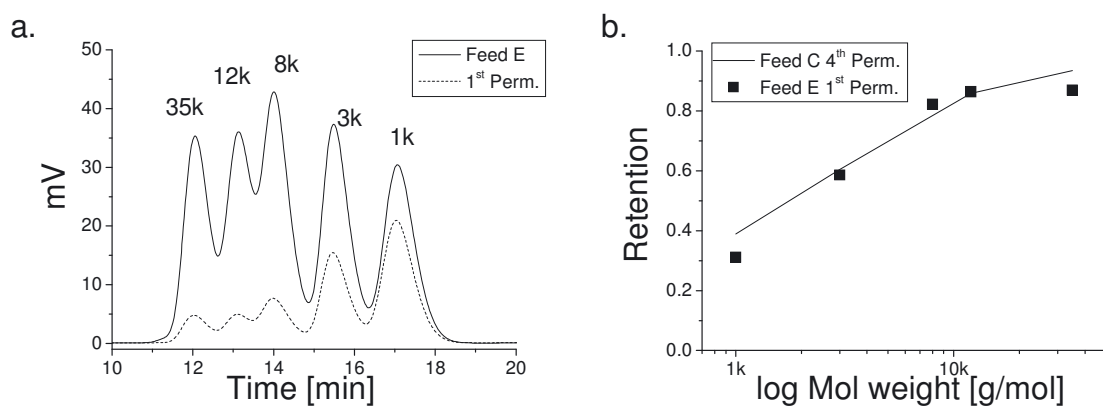 a.
50
40
30
20
10
0
mV
35k
12k
8k
3k
1k
Feed E
1st Perm.
10 12 14 16 18 20
Time [min]
b.
1.0
0.8
0.6
0.4
0.2
0.0
Retention
Feed C 4th Perm.
Feed E 1st Perm.
1k 10k
log Mol weight [g/mol]